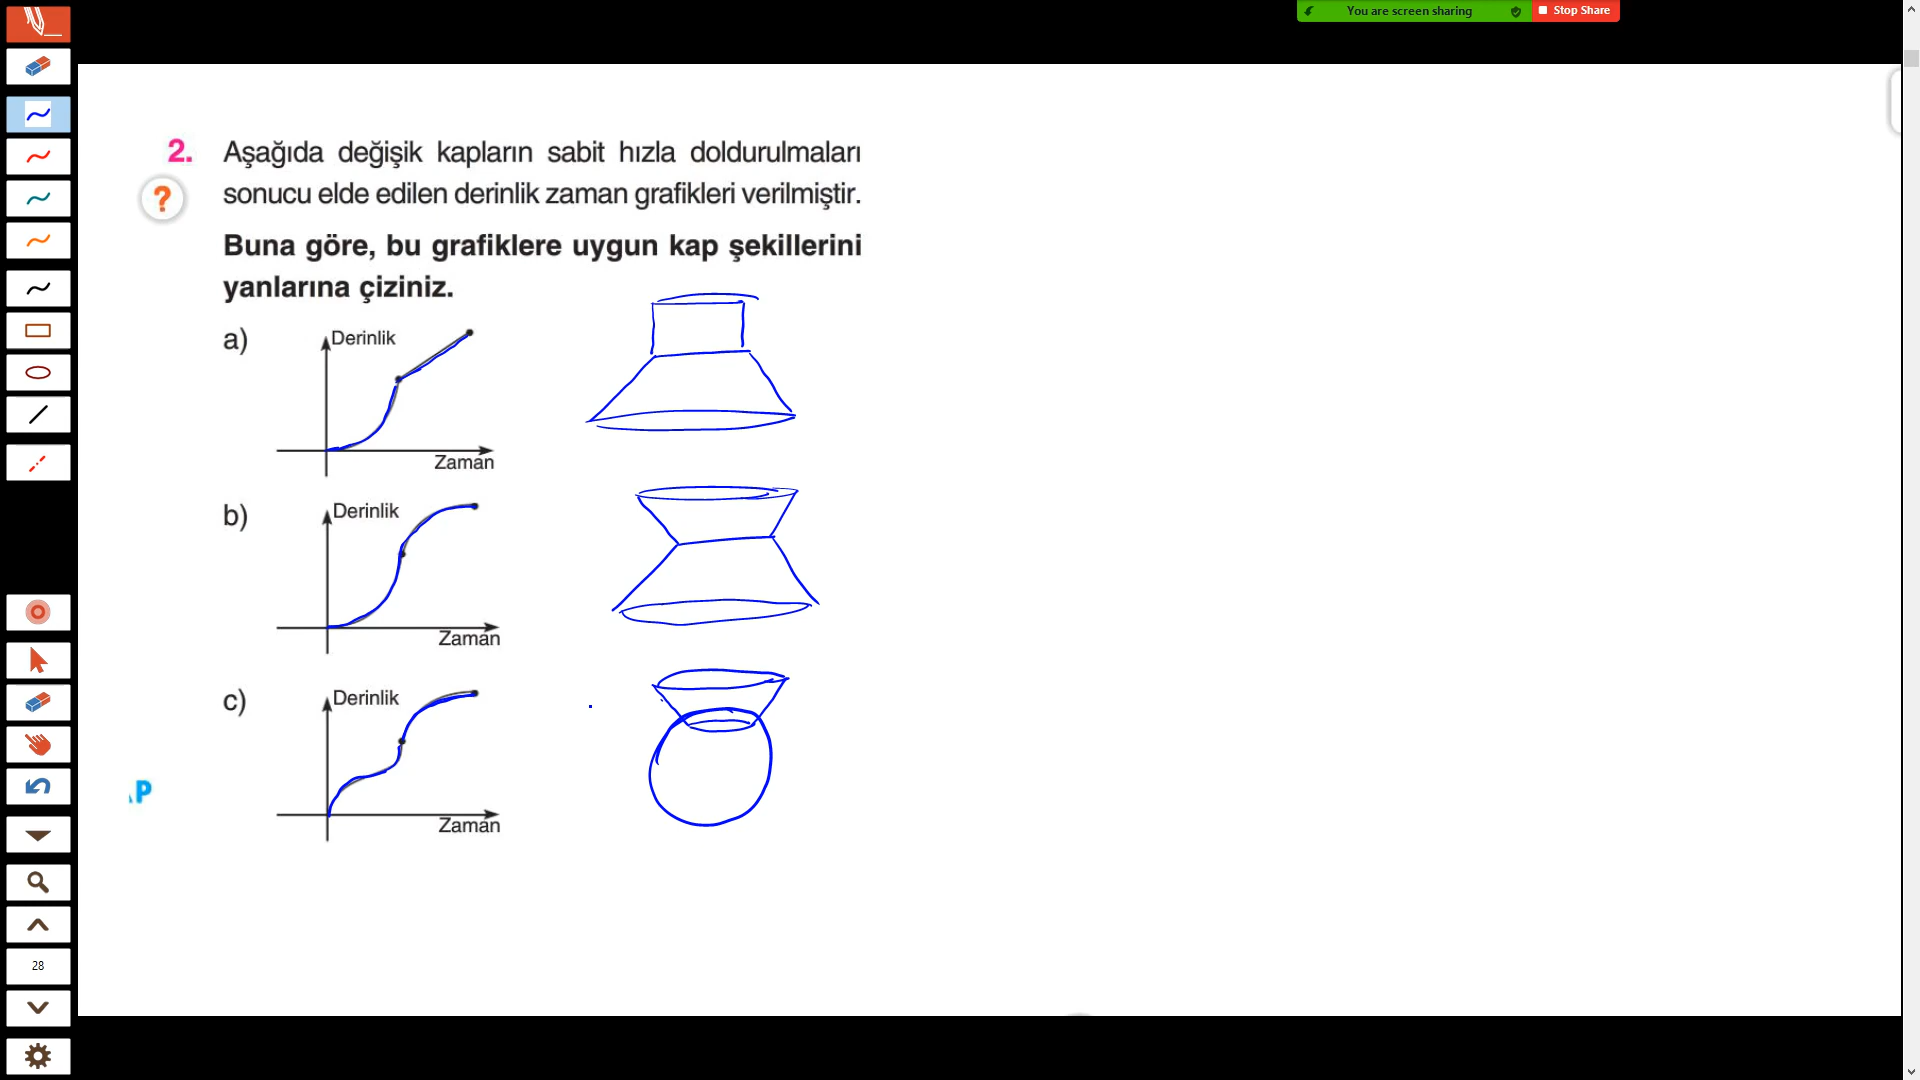 You are screen sharing
Stop Share
2. Aşağıda değişik kapların sabit hızla doldurulmaları
? sonucu elde edilen derinlik zaman grafikleri verilmiştir.
Buna göre, bu grafiklere uygun kap şekillerini
yanlarına çiziniz.
a)
Derinlik
Zaman
b)
Derinlik
Zaman
c)
Derinlik
Zaman
AP
28